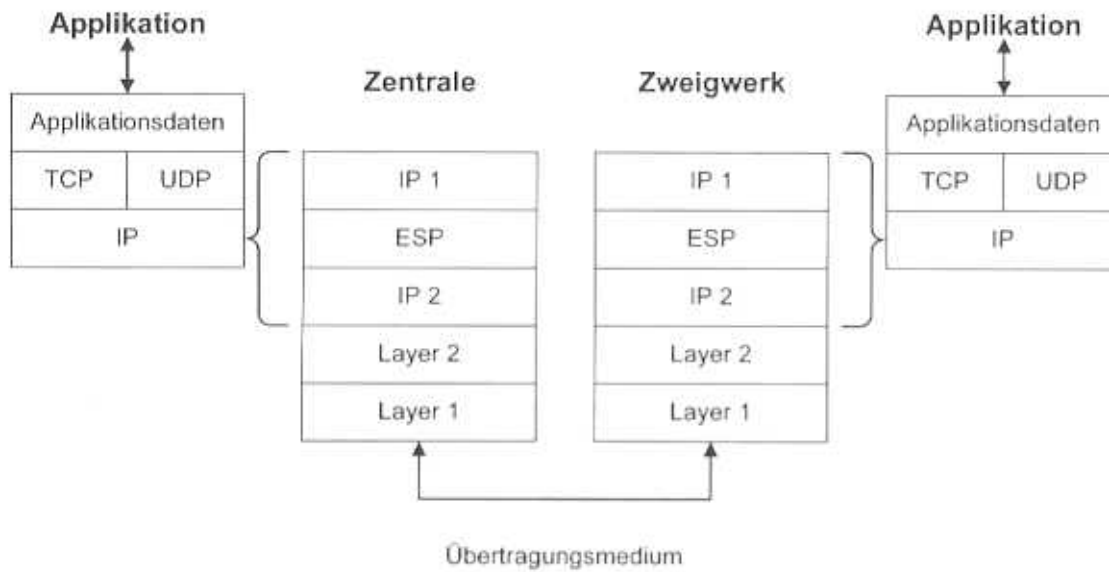 Applikation
Applikation
Zentrale
Zweigwerk
Applikationsdaten
TCP
UDP
IP
IP 1
ESP
IP 2
Layer 2
Layer 1
IP 1
ESP
IP 2
Layer 2
Layer 1
Applikationsdaten
TCP
UDP
IP
Übertragungsmedium